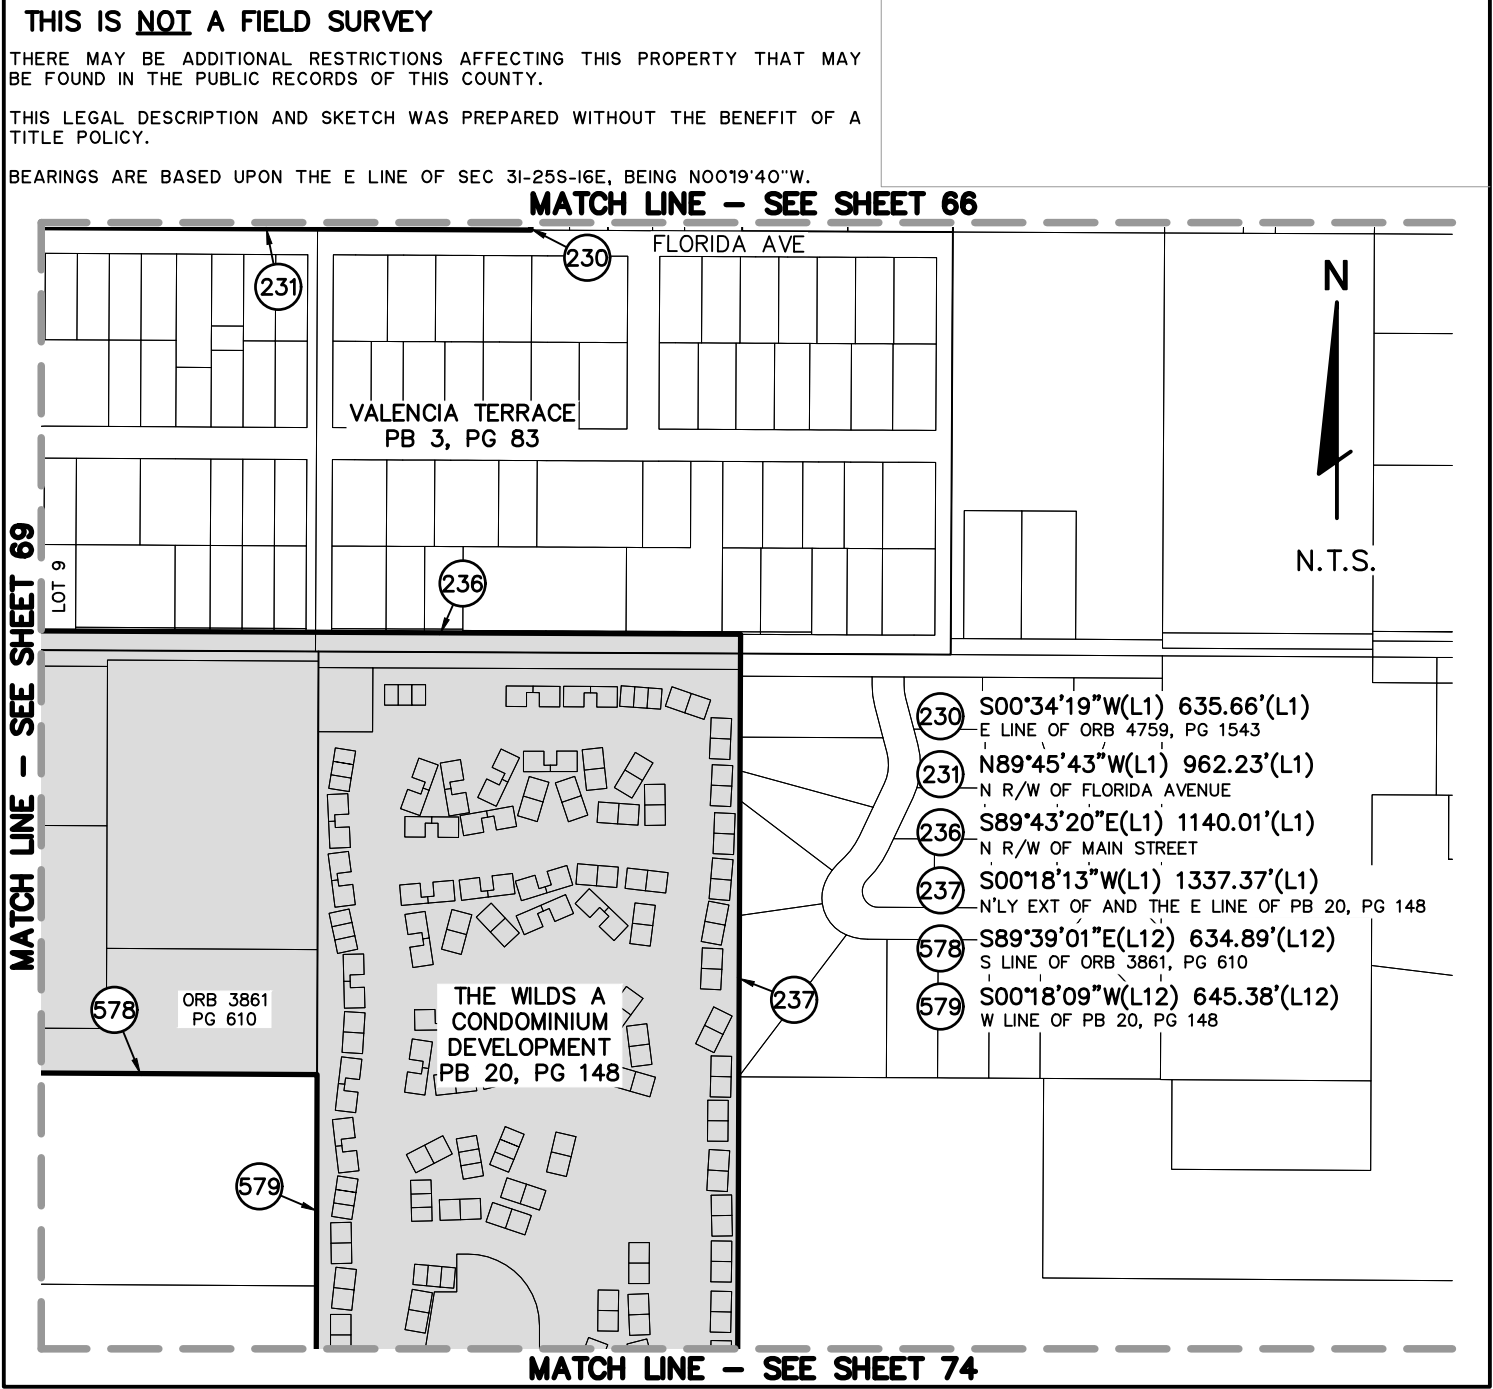 THIS IS NOT A FIELD SURVEY
THERE MAY BE ADDITIONAL RESTRICTIONS AFFECTING THIS PROPERTY THAT MAY
BE FOUND IN THE PUBLIC RECORDS OF THIS COUNTY.
THIS LEGAL DESCRIPTION AND SKETCH WAS PREPARED WITHOUT THE BENEFIT OF A
TITLE POLICY.
BEARINGS ARE BASED UPON THE E LINE OF SEC 31-25S-16E, BEING N00°19'40"W.
MATCH LINE - SEE SHEET 66
FLORIDA AVE
230
231
N
N.T.S.
VALENCIA TERRACE
PB 3, PG 83
MATCH LINE - SEE SHEET 69
LOT 9
236
230 S00°34'19"W(L1) 635.66'(L1)
E LINE OF ORB 4759, PG 1543
231 N89°45'43"W(L1) 962.23'(L1)
N R/W OF FLORIDA AVENUE
236 S89°43'20"E(L1) 1140.01'(L1)
N R/W OF MAIN STREET
237 S00°18'13"W(L1) 1337.37'(L1)
N'LY EXT OF AND THE E LINE OF PB 20, PG 148
578 S89°39'01"E(L12) 634.89'(L12)
S LINE OF ORB 3861, PG 610
579 S00°18'09"W(L12) 645.38'(L12)
W LINE OF PB 20, PG 148
578
ORB 3861
PG 610
THE WILDS A
CONDOMINIUM
DEVELOPMENT
PB 20, PG 148
237
579
MATCH LINE - SEE SHEET 74